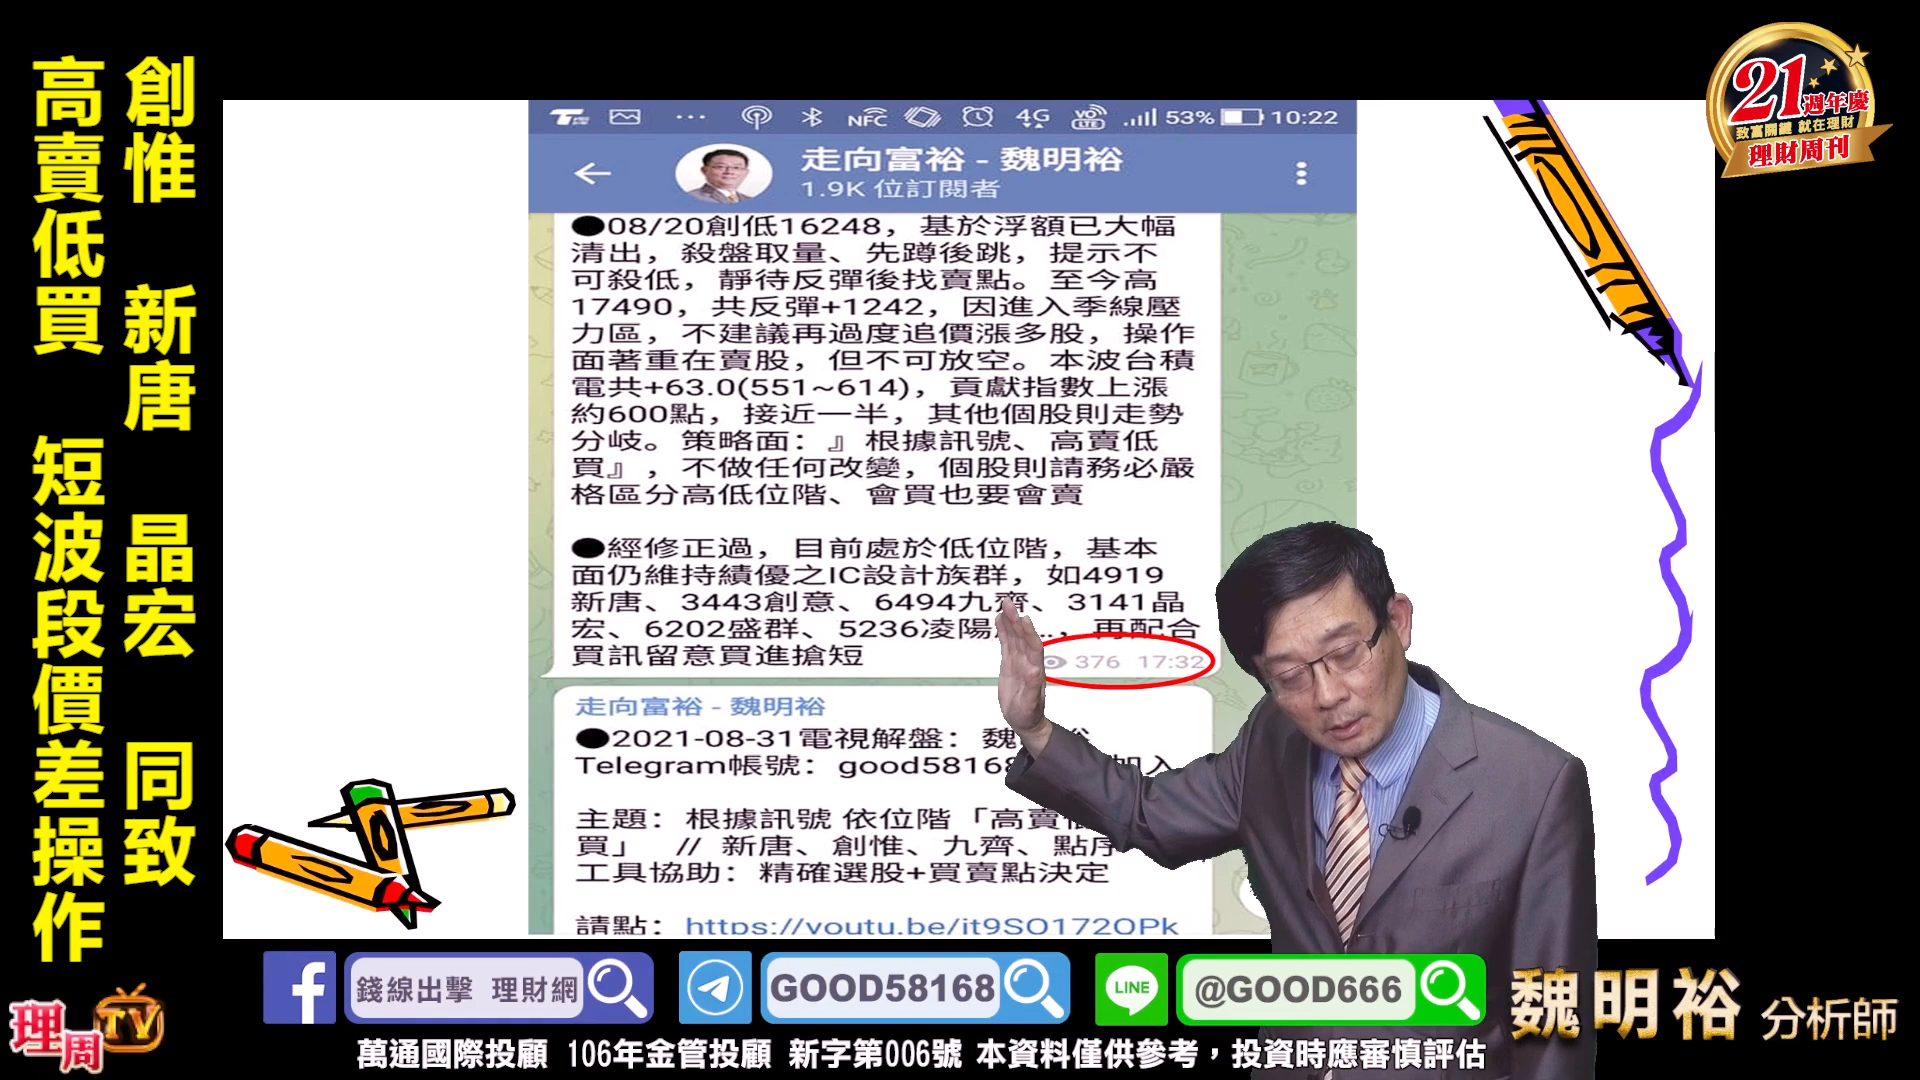 創惟 新唐 晶宏 同致
高賣低買 短波段價差操作
21週年慶
致富關鍵 就在理財
理財周刊
NFC
4G
VO
LTE
53%
10:22
走向富裕 - 魏明裕
1.9K 位訂閱者
●08/20創低16248，基於浮額已大幅
清出，殺盤取量、先蹲後跳，提示不
可殺低，靜待反彈後找賣點。至今高
17490，共反彈+1242，因進入季線壓
力區，不建議再過度追價漲多股，操作
面著重在賣股，但不可放空。本波台積
電共+63.0(551~614)，貢獻指數上漲
約600點，接近一半，其他個股則走勢
分歧。策略面：』根據訊號、高賣低
買』，不做任何改變，個股則請務必嚴
格區分高低位階、會買也要會賣
●經修正過，目前處於低位階，基本
面仍維持績優之IC設計族群，如4919
新唐、3443創意、6494九齊、3141晶
宏、6202盛群、5236凌陽…，再配合
買訊留意買進搶短
376 17:32
走向富裕 - 魏明裕
●2021-08-31電視解盤：魏 裕
Telegram帳號：good58168 加入
主題：根據訊號 依位階「高賣
買」 // 新唐、創惟、九齊、點序
工具協助：精確選股+買賣點決定
請點：https://youtu.be/it9SO172OPk
f
錢線出擊 理財網
GOOD58168
LINE
@GOOD666
魏明裕 分析師
理周TV
萬通國際投顧 106年金管投顧 新字第006號 本資料僅供參考，投資時應審慎評估